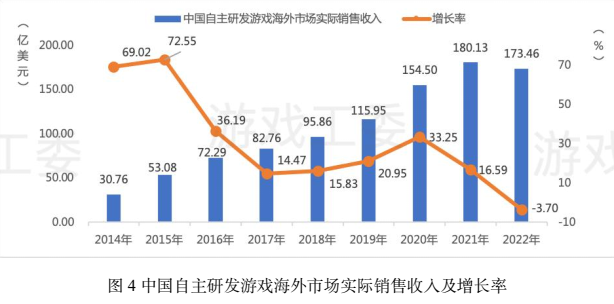 中国自主研发游戏海外市场实际销售收入 增长率
（亿美元） （%）
200.00
150.00
100.00
50.00
0.00
70
50
30
10
-10
69.02 72.55 36.19 14.47 15.83 20.95 33.25 16.59 -3.70
30.76 53.08 72.29 82.76 95.86 115.95 154.50 180.13 173.46
2014年 2015年 2016年 2017年 2018年 2019年 2020年 2021年 2022年
游戏工委
工委
游戏
图 4 中国自主研发游戏海外市场实际销售收入及增长率